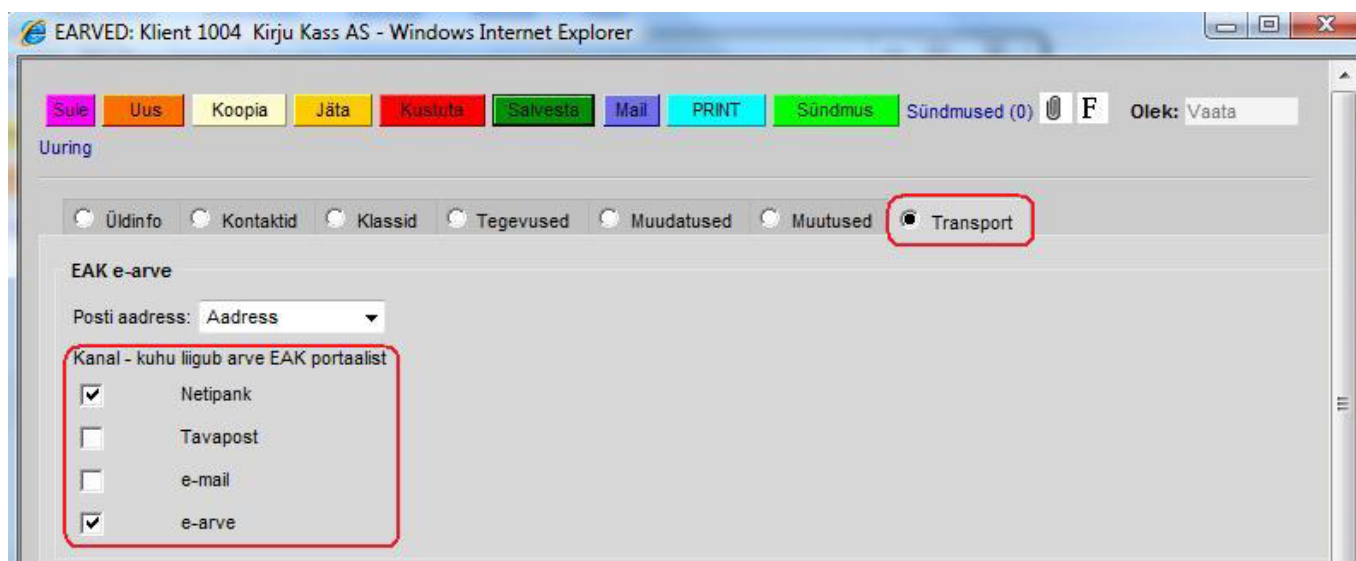 EARVED: Klient 1004 Kirju Kass AS - Windows Internet Explorer
Sule Uus Koopia Jäta Kustuta Salvesta Mail PRINT Sündmus Sündmused (0) F Olek: Vaata
Uuring
Üldinfo Kontaktid Klassid Tegevused Muudatused Muutused Transport
EAK e-arve
Posti aadress: Aadress
Kanal - kuhu liigub arve EAK portaalist
Netipank
Tavapost
e-mail
e-arve